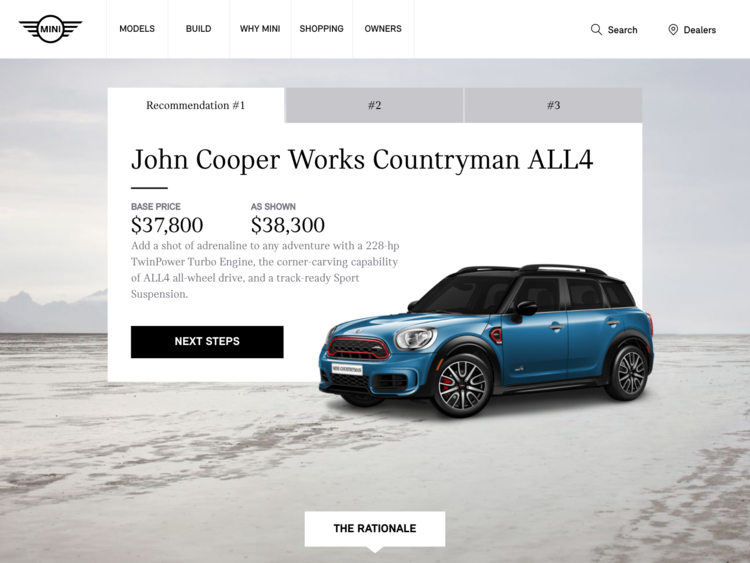 MINI
MODELS
BUILD
WHY MINI
SHOPPING
OWNERS
Search
Dealers
Recommendation #1
#2
#3
John Cooper Works Countryman ALL4
BASE PRICE
AS SHOWN
$37,800
$38,300
Add a shot of adrenaline to any adventure with a 228-hp
TwinPower Turbo Engine, the corner-carving capability
of ALL4 all-wheel drive, and a track-ready Sport
Suspension.
NEXT STEPS
MINI COUNTRYMAN
THE RATIONALE